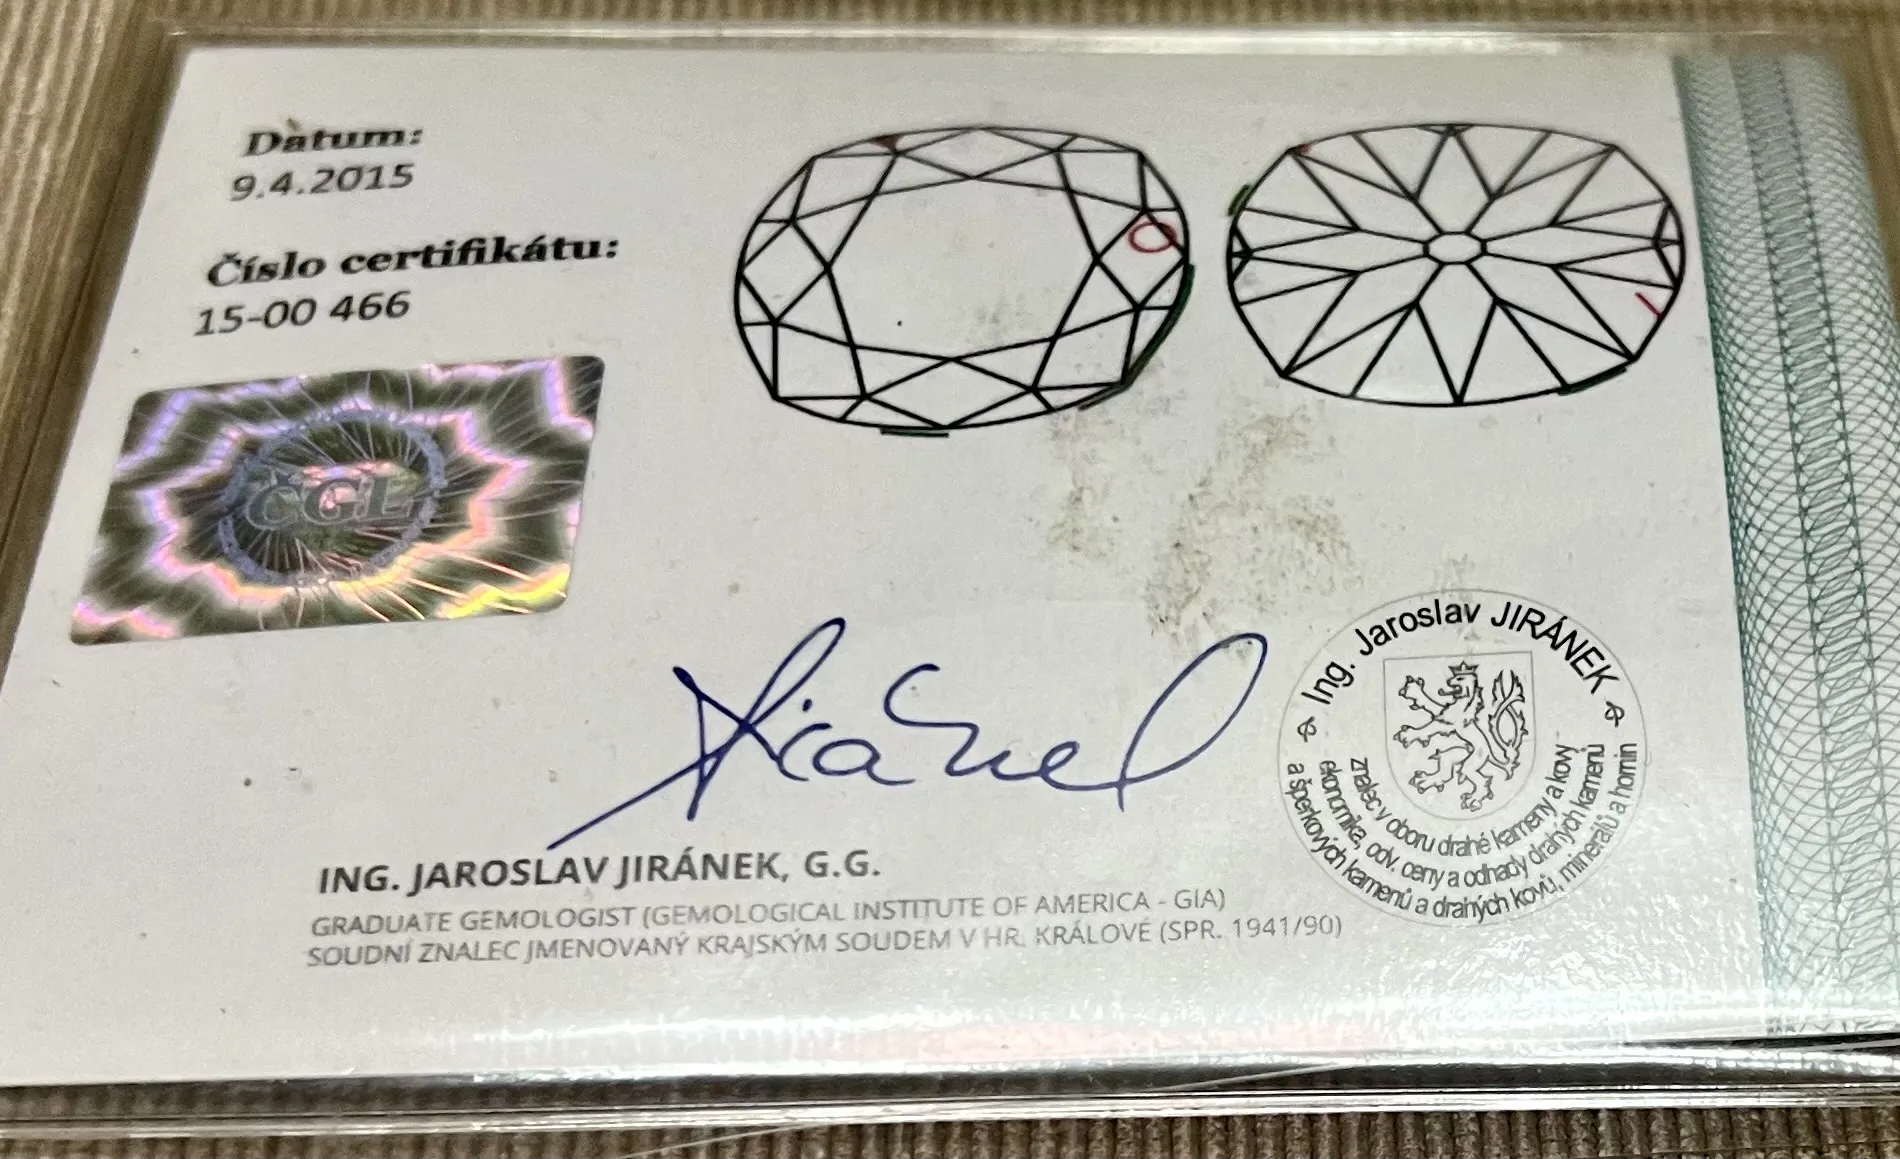 Datum:
9.4.2015
Číslo certifikátu:
15-00 466
ČGL
ING. JAROSLAV JIRÁNEK, G.G.
GRADUATE GEMOLOGIST (GEMOLOGICAL INSTITUTE OF AMERICA - GIA)
SOUDNÍ ZNALEC JMENOVANÝ KRAJSKÝM SOUDEM V HR. KRÁLOVÉ (SPR. 1941/90)
Ing. Jaroslav JIRÁNEK
znalec v oboru drahé kameny a kovy
ekonomika, odv. ceny a odhady drahých kamenů
a šperkových kamenů a drahých kovů, minerálů a hornin